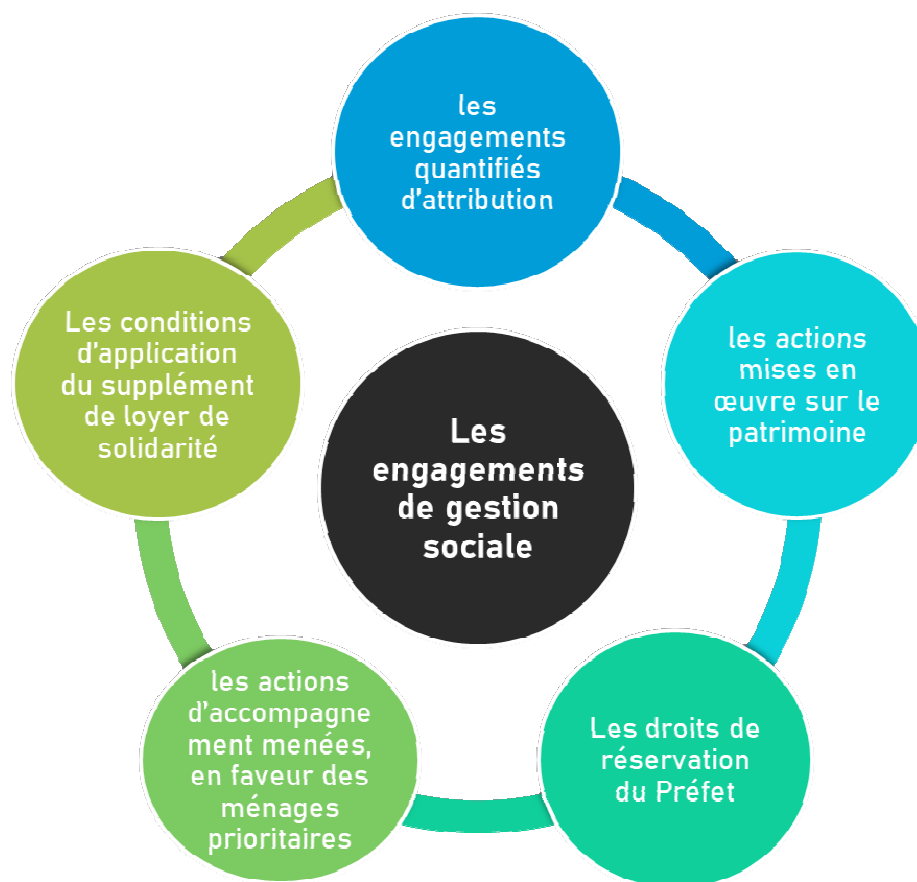 les
engagements
quantifiés
d'attribution
Les conditions
d'application
du supplément
de loyer de
solidarité
les actions
mises en
œuvre sur le
patrimoine
Les
engagements
de gestion
sociale
les actions
d'accompagne
ment menées,
en faveur des
ménages
prioritaires
Les droits de
réservation
du Préfet